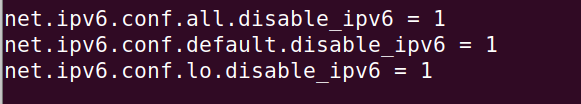 net.ipv6.conf.all.disable_ipv6 = 1
net.ipv6.conf.default.disable_ipv6 = 1
net.ipv6.conf.lo.disable_ipv6 = 1